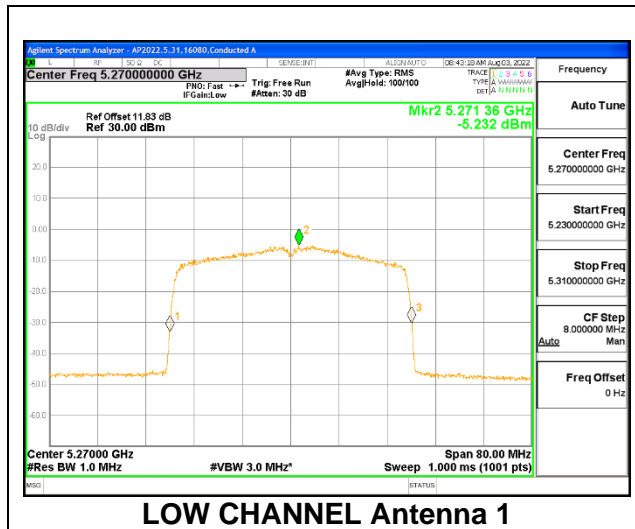 Agilent Spectrum Analyzer - AP2022.5.31,16080,Conducted A
L RF 50 Ω DC SENSE:INT ALIGN AUTO 08:43:18 AM Aug 03, 2022
Center Freq 5.270000000 GHz
PNO: Fast
IFGain:Low
Trig: Free Run
#Atten: 30 dB
#Avg Type: RMS
Avg|Hold: 100/100
TRACE 1 2 3 4 5 6
TYPE A
DET A N N N N N
Frequency
Auto Tune
Center Freq
5.270000000 GHz
Start Freq
5.230000000 GHz
Stop Freq
5.310000000 GHz
CF Step
8.000000 MHz
Auto Man
Freq Offset
0 Hz
Mkr2 5.271 36 GHz
-5.232 dBm
Ref Offset 11.83 dB
10 dB/div Ref 30.00 dBm
Log
20.0
10.0
0.00
-10.0
-20.0
-30.0
-40.0
-50.0
-60.0
2
1
3
Center 5.27000 GHz Span 80.00 MHz
#Res BW 1.0 MHz #VBW 3.0 MHz* Sweep 1.000 ms (1001 pts)
MSG STATUS
LOW CHANNEL Antenna 1